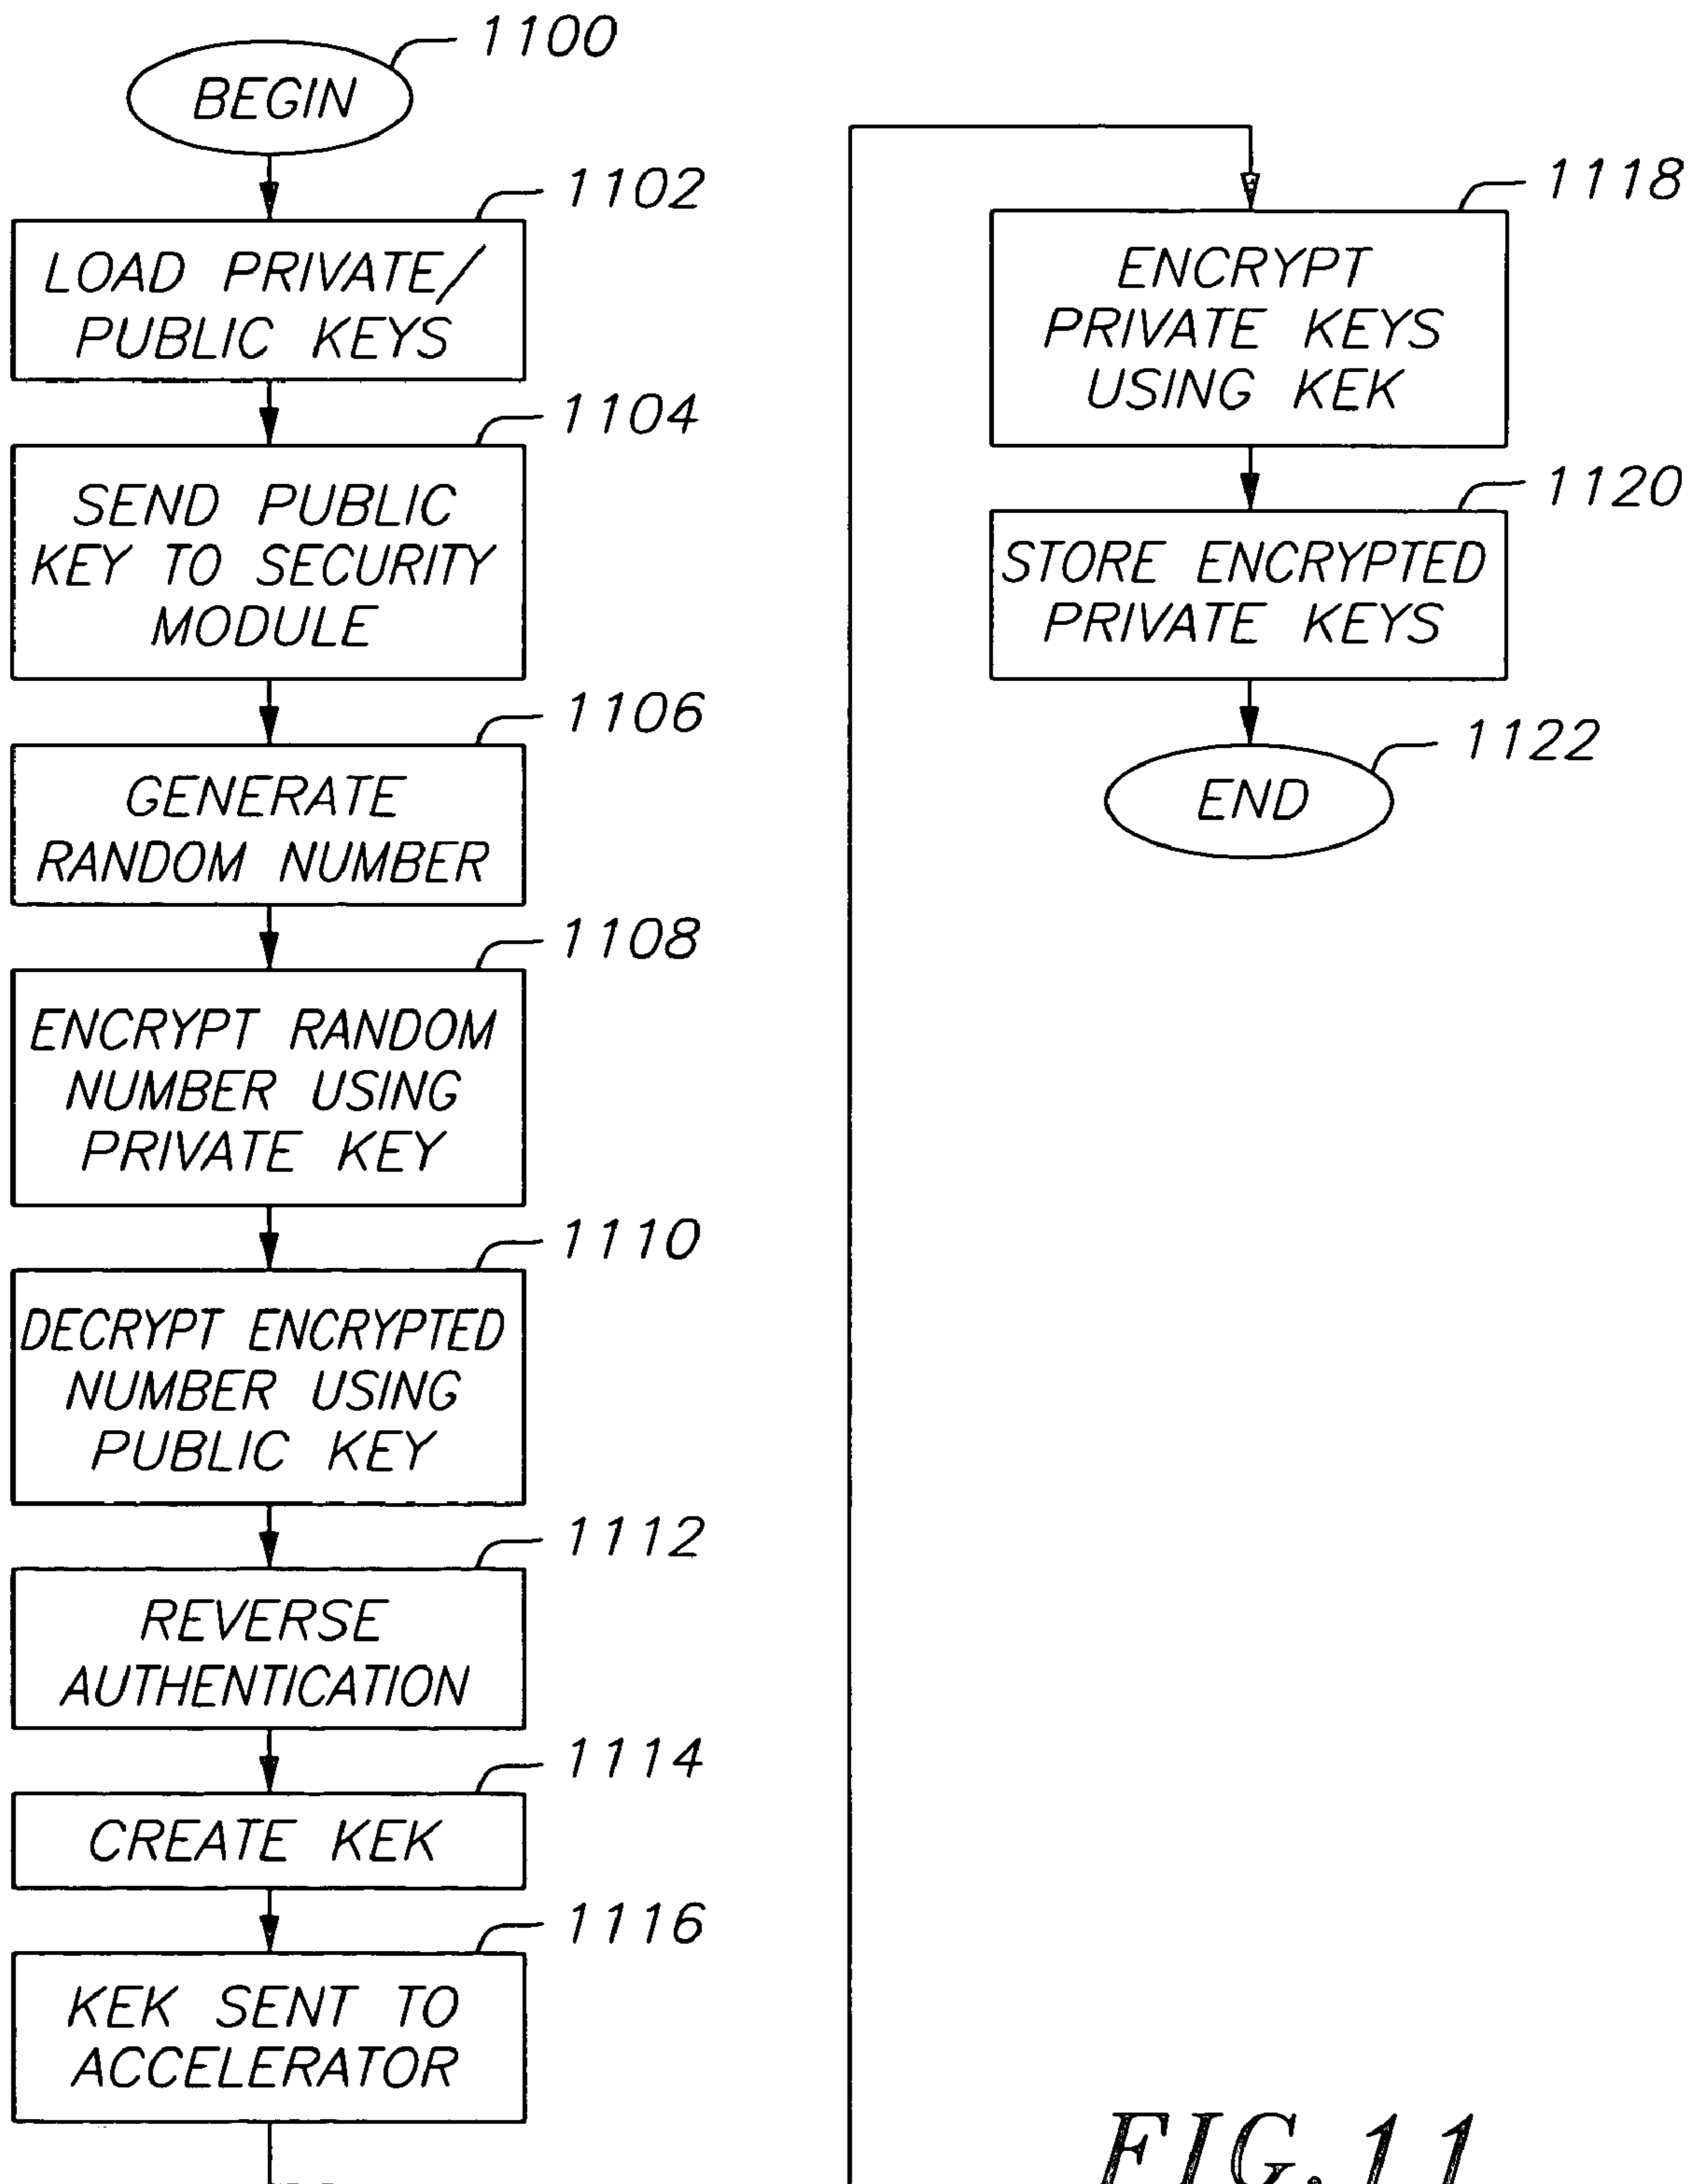 1100
BEGIN
1102
LOAD PRIVATE/
PUBLIC KEYS
1104
SEND PUBLIC
KEY TO SECURITY
MODULE
1106
GENERATE
RANDOM NUMBER
1108
ENCRYPT RANDOM
NUMBER USING
PRIVATE KEY
1110
DECRYPT ENCRYPTED
NUMBER USING
PUBLIC KEY
1112
REVERSE
AUTHENTICATION
1114
CREATE KEK
1116
KEK SENT TO
ACCELERATOR
1118
ENCRYPT
PRIVATE KEYS
USING KEK
1120
STORE ENCRYPTED
PRIVATE KEYS
1122
END
FIG. 11